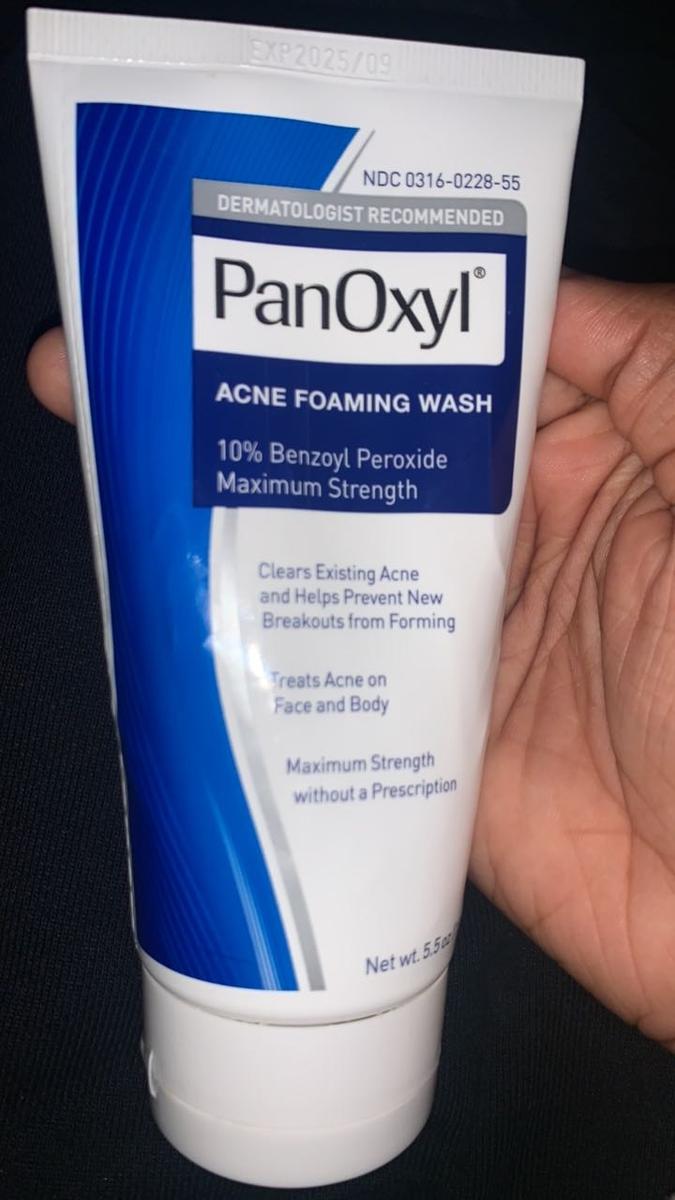 EXP2025/09
NDC 0316-0228-55
DERMATOLOGIST RECOMMENDED
PanOxyl®
ACNE FOAMING WASH
10% Benzoyl Peroxide
Maximum Strength
Clears Existing Acne
and Helps Prevent New
Breakouts from Forming
Treats Acne on
Face and Body
Maximum Strength
without a Prescription
Net wt. 5.5 oz